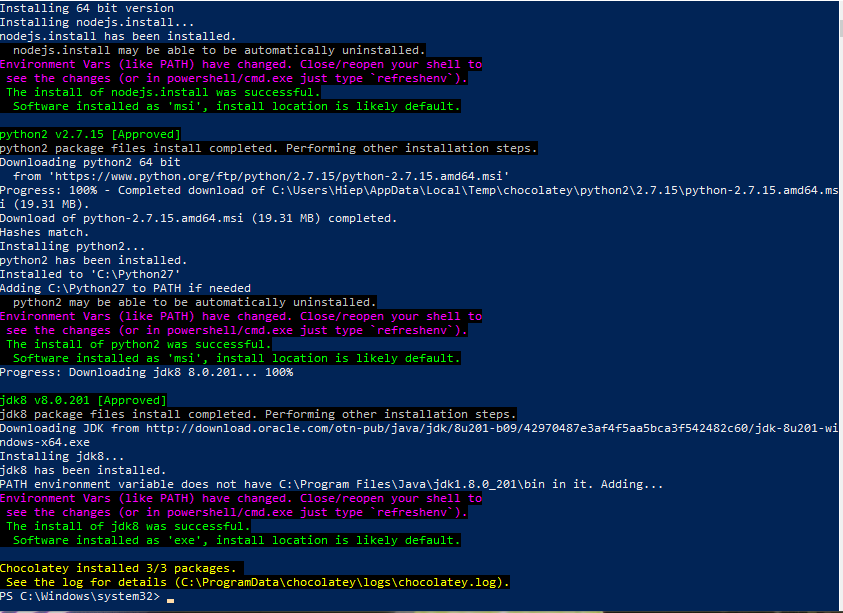 Installing 64 bit version
Installing nodejs.install...
nodejs.install has been installed.
  nodejs.install may be able to be automatically uninstalled.
Environment Vars (like PATH) have changed. Close/reopen your shell to
 see the changes (or in powershell/cmd.exe just type `refreshenv`).
 The install of nodejs.install was successful.
  Software installed as 'msi', install location is likely default.
python2 v2.7.15 [Approved]
python2 package files install completed. Performing other installation steps.
Downloading python2 64 bit
  from 'https://www.python.org/ftp/python/2.7.15/python-2.7.15.amd64.msi'
Progress: 100% - Completed download of C:\Users\Hiep\AppData\Local\Temp\chocolatey\python2\2.7.15\python-2.7.15.amd64.ms
i (19.31 MB).
Download of python-2.7.15.amd64.msi (19.31 MB) completed.
Hashes match.
Installing python2...
python2 has been installed.
Installed to 'C:\Python27'
Adding C:\Python27 to PATH if needed
  python2 may be able to be automatically uninstalled.
Environment Vars (like PATH) have changed. Close/reopen your shell to
 see the changes (or in powershell/cmd.exe just type `refreshenv`).
 The install of python2 was successful.
  Software installed as 'msi', install location is likely default.
Progress: Downloading jdk8 8.0.201... 100%
jdk8 v8.0.201 [Approved]
jdk8 package files install completed. Performing other installation steps.
Downloading JDK from http://download.oracle.com/otn-pub/java/jdk/8u201-b09/42970487e3af4f5aa5bca3f542482c60/jdk-8u201-wi
ndows-x64.exe
Installing jdk8...
jdk8 has been installed.
PATH environment variable does not have C:\Program Files\Java\jdk1.8.0_201\bin in it. Adding...
Environment Vars (like PATH) have changed. Close/reopen your shell to
 see the changes (or in powershell/cmd.exe just type `refreshenv`).
 The install of jdk8 was successful.
  Software installed as 'exe', install location is likely default.
Chocolatey installed 3/3 packages.
 See the log for details (C:\ProgramData\chocolatey\logs\chocolatey.log).
PS C:\Windows\system32> _